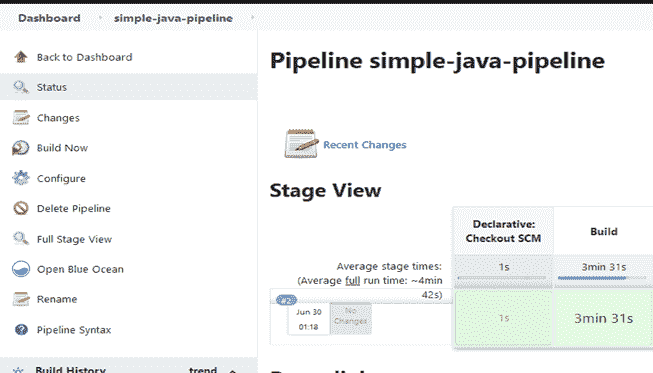 Dashboard
simple-java-pipeline
Back to Dashboard
Status
Changes
Build Now
Configure
Delete Pipeline
Full Stage View
Open Blue Ocean
Rename
Pipeline Syntax
Build History
trend
Pipeline simple-java-pipeline
Recent Changes
Stage View
Declarative:
Checkout SCM
Build
Average stage times:
(Average full run time: ~4min
42s)
1s
3min 31s
#2
Jun 30
01:18
No
Changes
1s
3min 31s